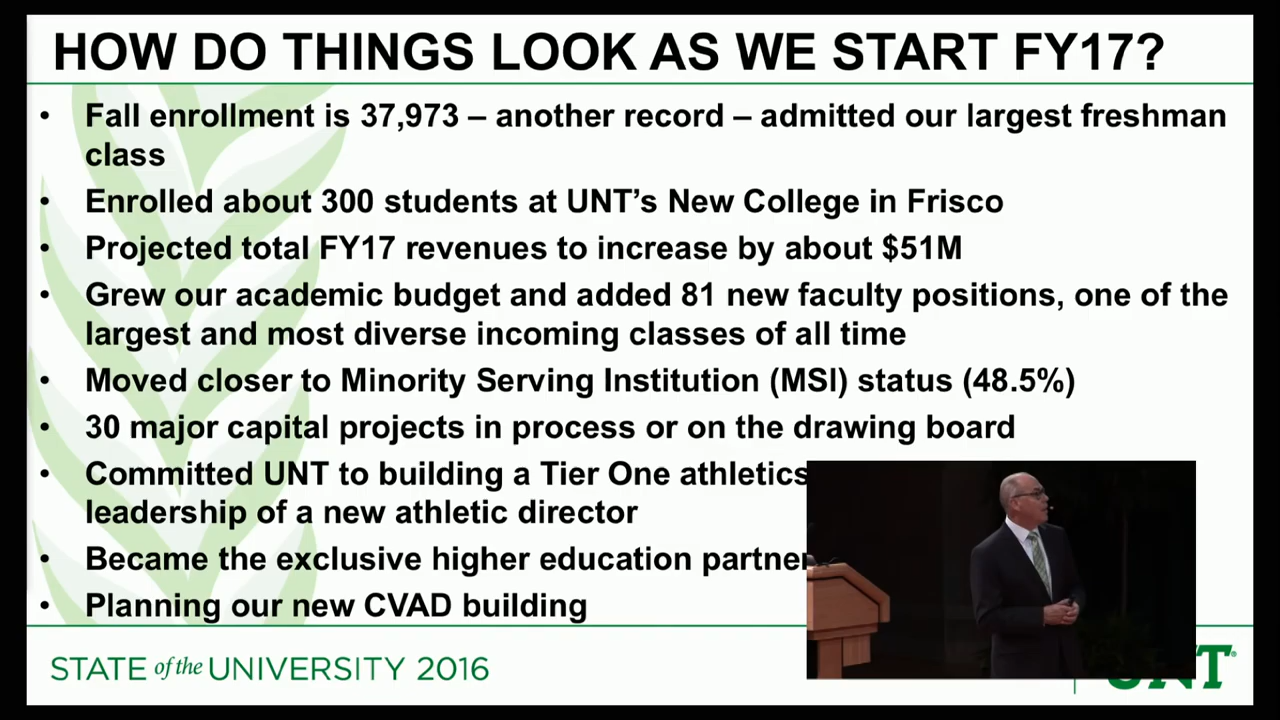 HOW DO THINGS LOOK AS WE START FY17?
• Fall enrollment is 37,973 – another record – admitted our largest freshman
class
• Enrolled about 300 students at UNT’s New College in Frisco
• Projected total FY17 revenues to increase by about $51M
• Grew our academic budget and added 81 new faculty positions, one of the
largest and most diverse incoming classes of all time
• Moved closer to Minority Serving Institution (MSI) status (48.5%)
• 30 major capital projects in process or on the drawing board
• Committed UNT to building a Tier One athletics
leadership of a new athletic director
• Became the exclusive higher education partner
• Planning our new CVAD building
STATE of the UNIVERSITY 2016
UNT